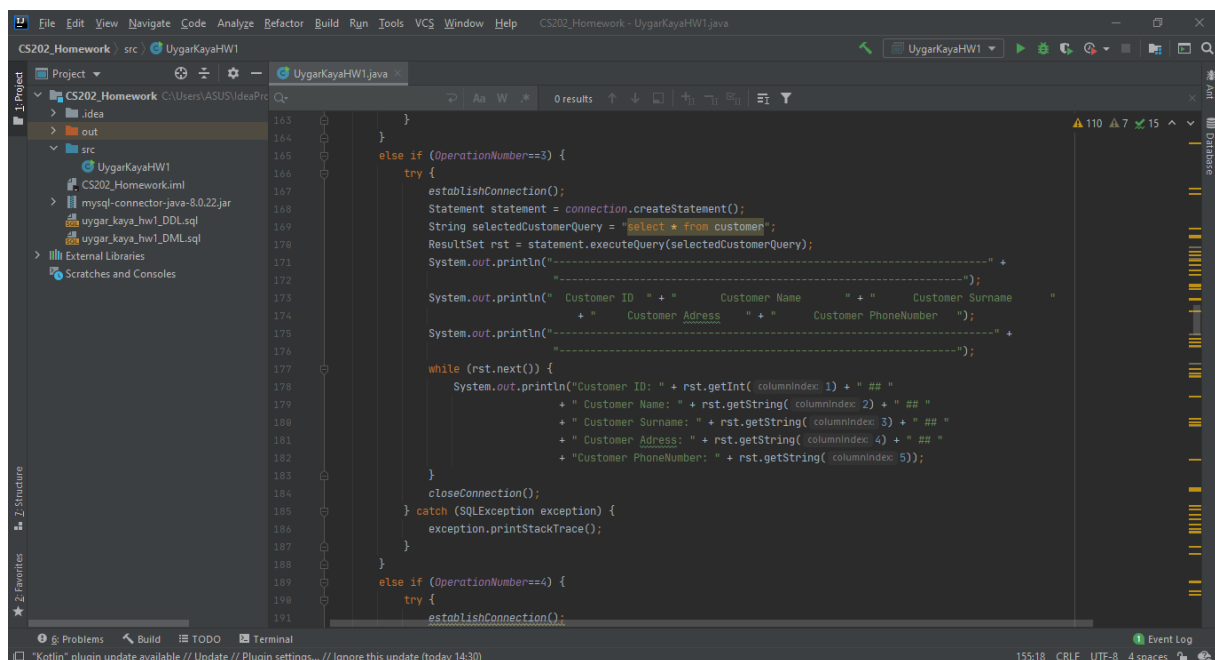 File Edit View Navigate Code Analyze Refactor Build Run Tools VCS Window Help CS202_Homework - UygarKayaHW1.java
CS202_Homework src UygarKayaHW1 UygarKayaHW1
Project UygarKayaHW1.java
1: Project
CS202_Homework C:\Users\ASUS\IdeaPrc
Aa W .* 0 results
.idea
out
src
UygarKayaHW1
CS202_Homework.iml
mysql-connector-java-8.0.22.jar
uygar_kaya_hw1_DDL.sql
uygar_kaya_hw1_DML.sql
External Libraries
Scratches and Consoles
Z: Structure
2: Favorites
163 }
164 }
165 else if (OperationNumber==3) {
166 try {
167 establishConnection();
168 Statement statement = connection.createStatement();
169 String selectedCustomerQuery = "select * from customer";
170 ResultSet rst = statement.executeQuery(selectedCustomerQuery);
171 System.out.println("----------------------------------------------------------------------" +
172 "-----------------------------------------------------------------");
173 System.out.println("  Customer ID  " + "       Customer Name       " + "      Customer Surname      "
174 + "     Customer Adress    " + "      Customer PhoneNumber   ");
175 System.out.println("-----------------------------------------------------------------------" +
176 "----------------------------------------------------------------");
177 while (rst.next()) {
178 System.out.println("Customer ID: " + rst.getInt( columnIndex: 1) + " ## "
179 + " Customer Name: " + rst.getString( columnIndex: 2) + " ## "
180 + " Customer Surname: " + rst.getString( columnIndex: 3) + " ## "
181 + " Customer Adress: " + rst.getString( columnIndex: 4) + " ## "
182 + "Customer PhoneNumber: " + rst.getString( columnIndex: 5));
183 }
184 closeConnection();
185 } catch (SQLException exception) {
186 exception.printStackTrace();
187 }
188 }
189 else if (OperationNumber==4) {
190 try {
191 establishConnection();
110 7 15
Ant
Database
6: Problems Build TODO Terminal 1 Event Log
"Kotlin" plugin update available // Update // Plugin settings... // Ignore this update (today 14:30) 155:18 CRLF UTF-8 4 spaces